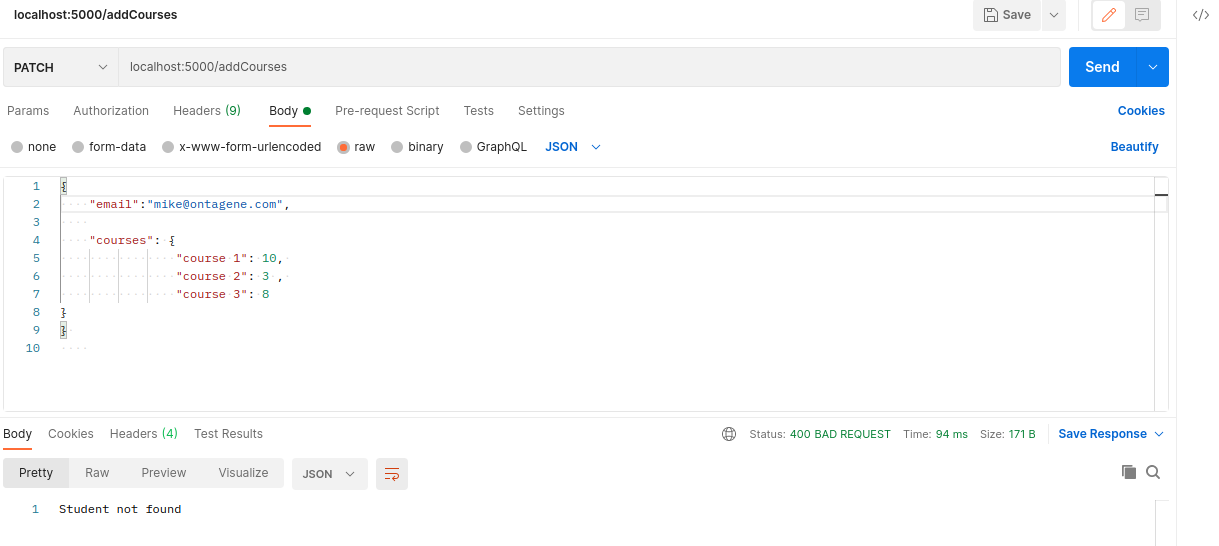 localhost:5000/addCourses
Save
PATCH localhost:5000/addCourses Send
Params Authorization Headers (9) Body Pre-request Script Tests Settings Cookies
none form-data x-www-form-urlencoded raw binary GraphQL JSON Beautify
1 {
2 "email":"mike@ontagene.com",
3
4 "courses": {
5 "course 1": 10,
6 "course 2": 3 ,
7 "course 3": 8
8 }
9 }
10
Body Cookies Headers (4) Test Results Status: 400 BAD REQUEST Time: 94 ms Size: 171 B Save Response
Pretty Raw Preview Visualize JSON
1 Student not found